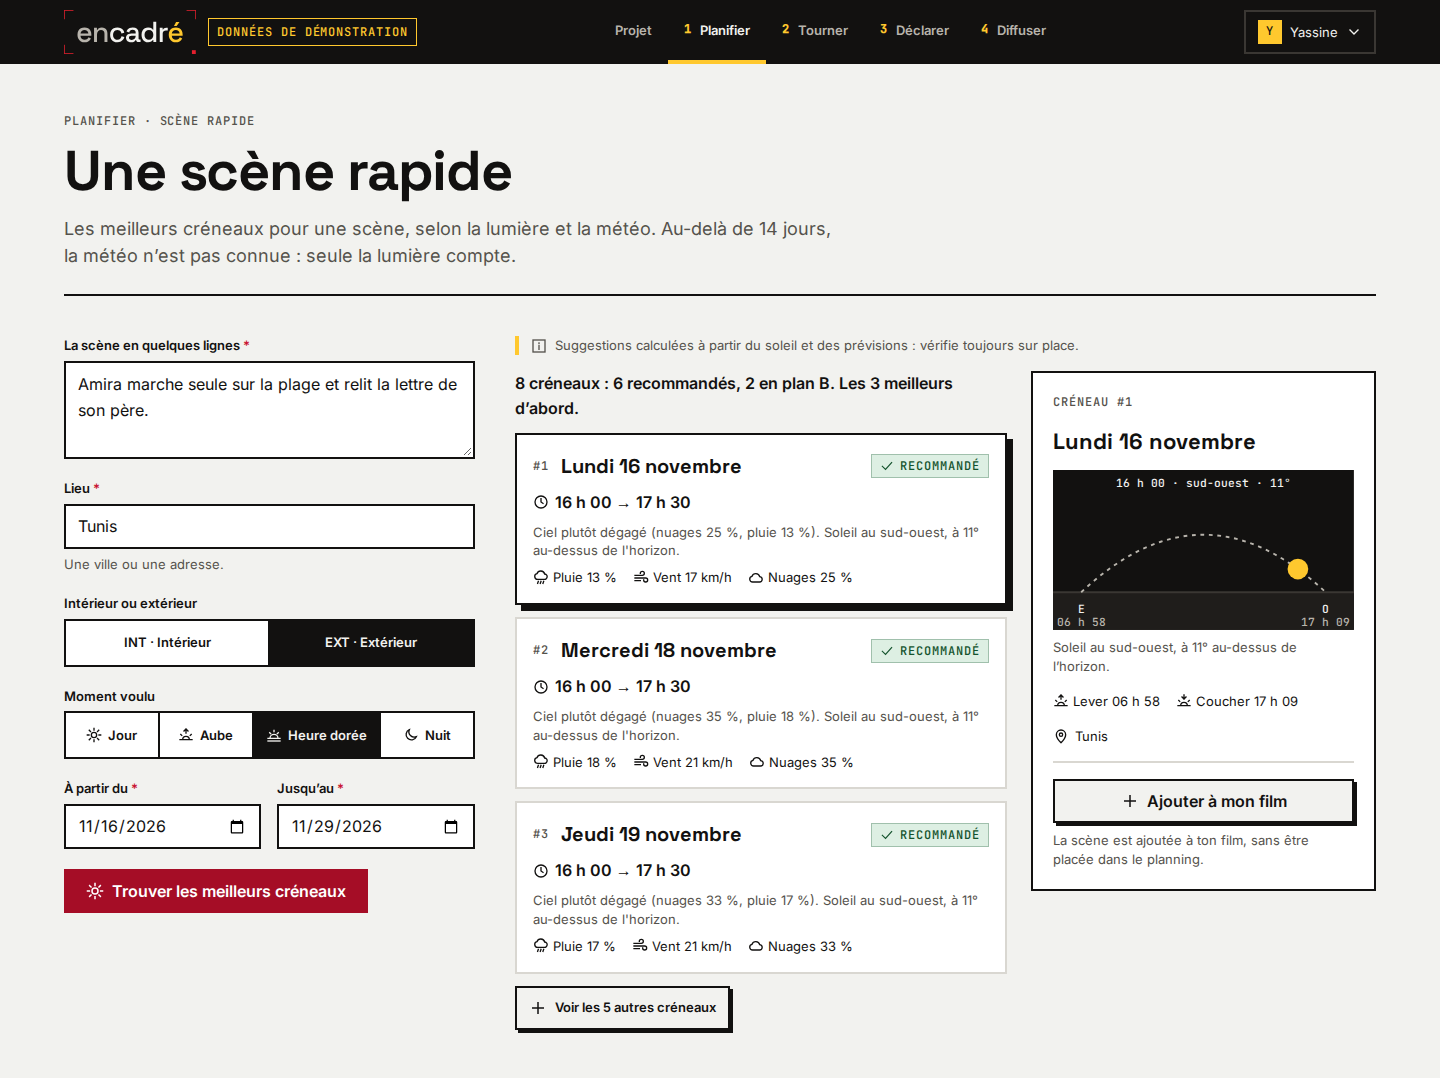 encadré
DONNÉES DE DÉMONSTRATION
Projet
1 Planifier
2 Tourner
3 Déclarer
4 Diffuser
Y Yassine
PLANIFIER · SCÈNE RAPIDE
Une scène rapide
Les meilleurs créneaux pour une scène, selon la lumière et la météo. Au-delà de 14 jours,
la météo n'est pas connue : seule la lumière compte.
La scène en quelques lignes *
Amira marche seule sur la plage et relit la lettre de
son père.
Lieu *
Tunis
Une ville ou une adresse.
Intérieur ou extérieur
INT · Intérieur
EXT · Extérieur
Moment voulu
Jour
Aube
Heure dorée
Nuit
À partir du *
Jusqu'au *
11/16/2026
11/29/2026
Trouver les meilleurs créneaux
Suggestions calculées à partir du soleil et des prévisions : vérifie toujours sur place.
8 créneaux : 6 recommandés, 2 en plan B. Les 3 meilleurs
d'abord.
#1 Lundi 16 novembre
RECOMMANDÉ
16 h 00 → 17 h 30
Ciel plutôt dégagé (nuages 25 %, pluie 13 %). Soleil au sud-ouest, à 11°
au-dessus de l'horizon.
Pluie 13 % Vent 17 km/h Nuages 25 %
#2 Mercredi 18 novembre
RECOMMANDÉ
16 h 00 → 17 h 30
Ciel plutôt dégagé (nuages 35 %, pluie 18 %). Soleil au sud-ouest, à 11°
au-dessus de l'horizon.
Pluie 18 % Vent 21 km/h Nuages 35 %
#3 Jeudi 19 novembre
RECOMMANDÉ
16 h 00 → 17 h 30
Ciel plutôt dégagé (nuages 33 %, pluie 17 %). Soleil au sud-ouest, à 11°
au-dessus de l'horizon.
Pluie 17 % Vent 21 km/h Nuages 33 %
Voir les 5 autres créneaux
CRÉNEAU #1
Lundi 16 novembre
16 h 00 · sud-ouest · 11°
E
O
06 h 58
17 h 09
Soleil au sud-ouest, à 11° au-dessus de
l'horizon.
Lever 06 h 58 Coucher 17 h 09
Tunis
Ajouter à mon film
La scène est ajoutée à ton film, sans être
placée dans le planning.